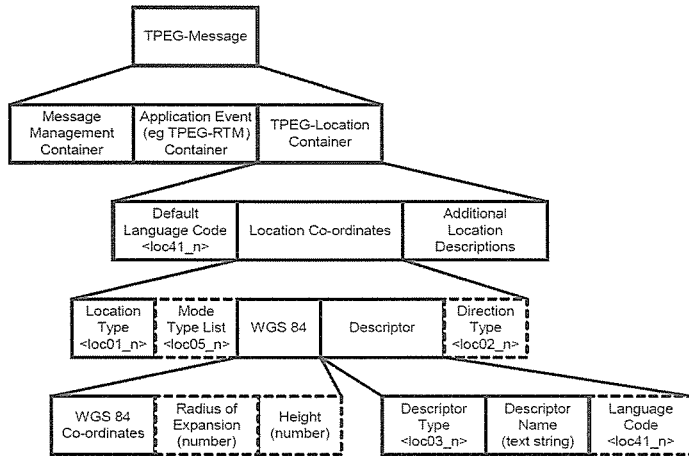 TPEG-Message
Message
Management
Container
Application Event
(eg TPEG-RTM)
Container
TPEG-Location
Container
Default
Language Code
<loc41_n>
Location Co-ordinates
Additional
Location
Descriptions
Location
Type
<loc01_n>
Mode
Type List
<loc05_n>
WGS 84
Descriptor
Direction
Type
<loc02_n>
WGS 84
Co-ordinates
Radius of
Expansion
(number)
Height
(number)
Descriptor
Type
<loc03_n>
Descriptor
Name
(text string)
Language
Code
<loc41_n>